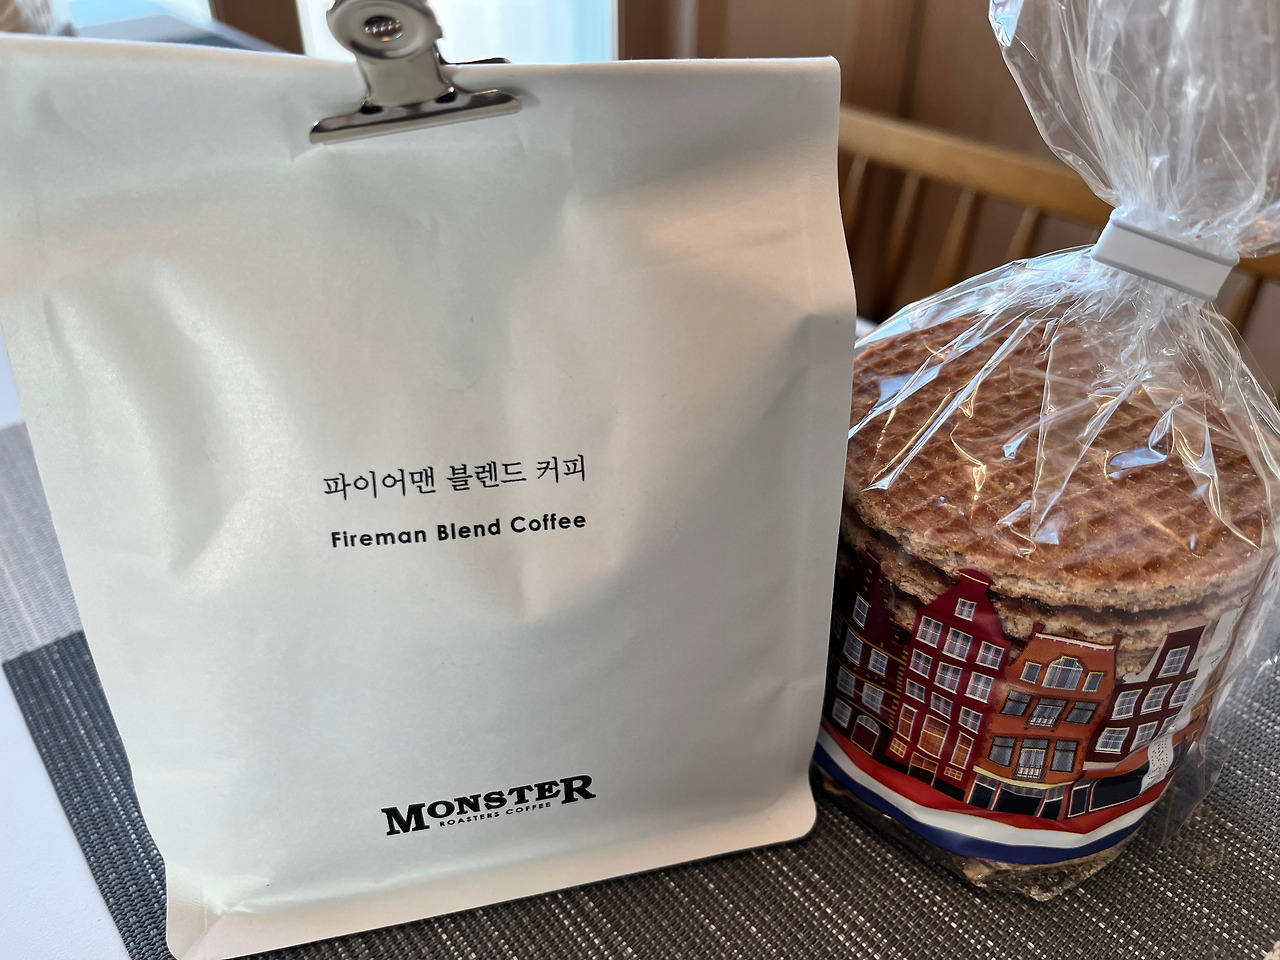 파이어맨 블렌드 커피
Fireman Blend Coffee
MONSTER
ROASTERS COFFEE